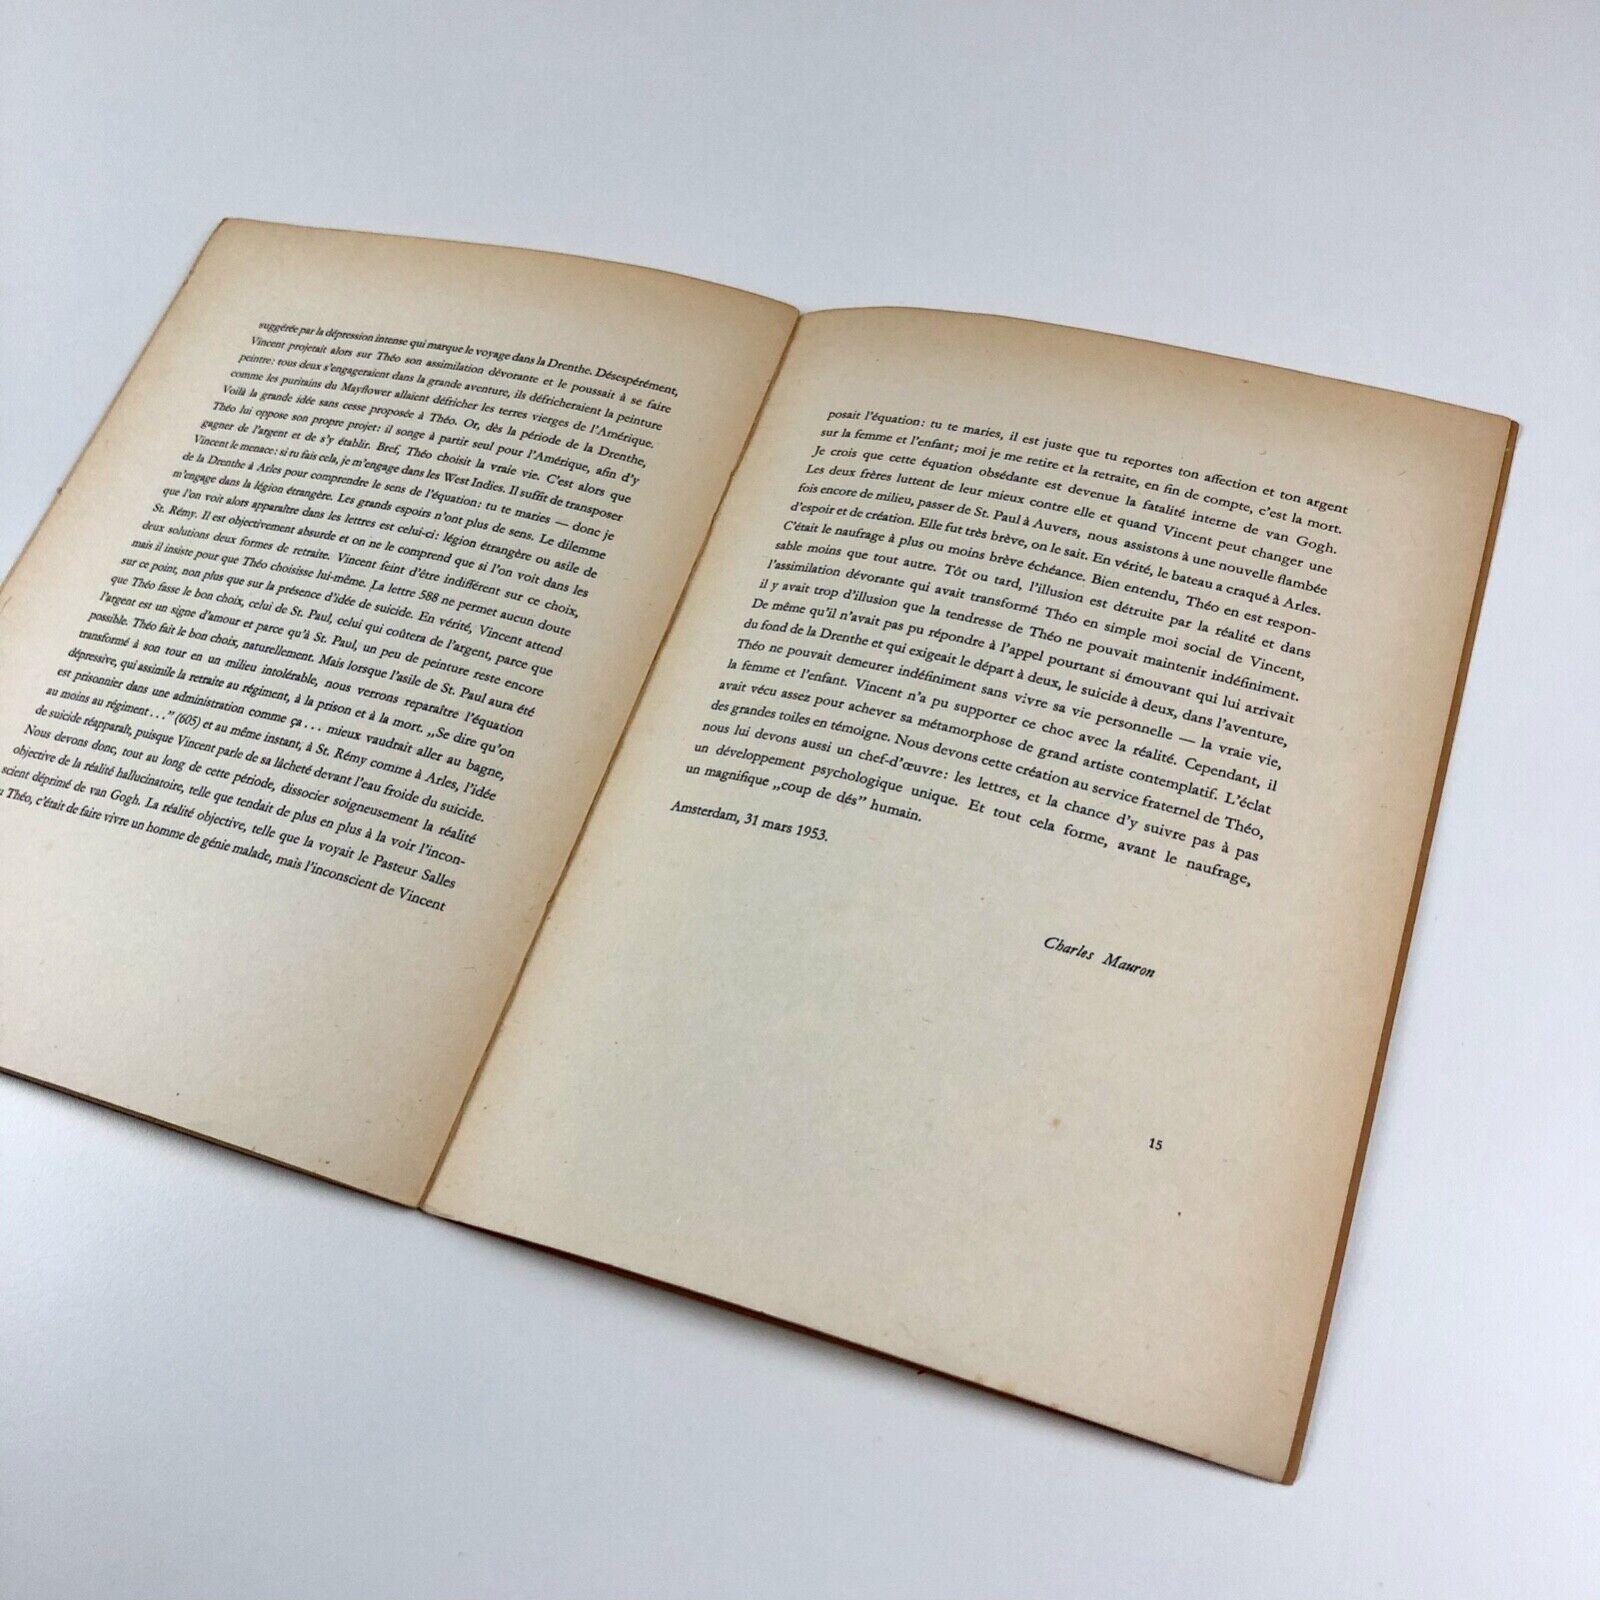 suggérée par la dépression intense qui marque le voyage dans la Drenthe. Désespérément,
Vincent projetait alors sur Théo son assimilation dévorante et le poussait à se faire
peintre: tous deux s'engageraient dans la grande aventure, ils défricheraient la peinture
comme les puritains du Mayflower allaient défricher les terres vierges de l'Amérique.
Voilà la grande idée sans cesse proposée à Théo. Or, dès la période de la Drenthe,
Théo lui oppose son propre projet: il songe à partir seul pour l'Amérique, afin d'y
gagner de l'argent et de s'y établir. Bref, Théo choisit la vraie vie. C'est alors que
Vincent le menace: si tu fais cela, je m'engage dans les West Indies. Il suffit de transposer
de la Drenthe à Arles pour comprendre le sens de l'équation: tu te maries — donc je
m'engage dans la légion étrangère. Les grands espoirs n'ont plus de sens. Le dilemme
que l'on voit alors apparaître dans les lettres est celui-ci: légion étrangère ou asile de
St. Rémy. Il est objectivement absurde et on ne le comprend que si l'on voit dans les
deux solutions deux formes de retraite. Vincent feint d'être indifférent sur ce choix,
mais il insiste pour que Théo choisisse lui-même. La lettre 588 ne permet aucun doute
sur ce point, non plus que sur la présence d'idée de suicide. En vérité, Vincent attend
que Théo fasse le bon choix, celui de St. Paul, celui qui coûtera de l'argent, parce que
l'argent est un signe d'amour et parce qu'à St. Paul, un peu de peinture reste encore
possible. Théo fait le bon choix, naturellement. Mais lorsque l'asile de St. Paul aura été
transformé à son tour en un milieu intolérable, nous verrons reparaître l'équation
dépressive, qui assimile la retraite au régiment, à la prison et à la mort. „Se dire qu'on
est prisonnier dans une administration comme ça . . . mieux vaudrait aller au bagne,
au moins au régiment . . ." (605) et au même instant, à St. Rémy comme à Arles, l'idée
de suicide réapparaît, puisque Vincent parle de sa lâcheté devant l'eau froide du suicide.
Nous devons donc, tout au long de cette période, dissocier soigneusement la réalité
objective de la réalité hallucinatoire, telle que tendait de plus en plus à la voir l'incon-
scient déprimé de van Gogh. La réalité objective, telle que la voyait le Pasteur Salles
Théo, c'était de faire vivre un homme de génie malade, mais l'inconscient de Vincent
posait l'équation: tu te maries, il est juste que tu reportes ton affection et ton argent
sur la femme et l'enfant; moi je me retire et la retraite, en fin de compte, c'est la mort.
Je crois que cette équation obsédante est devenue la fatalité interne de van Gogh.
Les deux frères luttent de leur mieux contre elle et quand Vincent peut changer une
fois encore de milieu, passer de St. Paul à Auvers, nous assistons à une nouvelle flambée
d'espoir et de création. Elle fut très brève, on le sait. En vérité, le bateau a craqué à Arles.
C'était le naufrage à plus ou moins brève échéance. Bien entendu, Théo en est respon-
sable moins que tout autre. Tôt ou tard, l'illusion est détruite par la réalité et dans
l'assimilation dévorante qui avait transformé Théo en simple moi social de Vincent,
il y avait trop d'illusion que la tendresse de Théo ne pouvait maintenir indéfiniment.
De même qu'il n'avait pas pu répondre à l'appel pourtant si émouvant qui lui arrivait
du fond de la Drenthe et qui exigeait le départ à deux, le suicide à deux, dans l'aventure,
Théo ne pouvait demeurer indéfiniment sans vivre sa vie personnelle — la vraie vie,
la femme et l'enfant. Vincent n'a pu supporter ce choc avec la réalité. Cependant, il
avait vécu assez pour achever sa métamorphose de grand artiste contemplatif. L'éclat
des grandes toiles en témoigne. Nous devons cette création au service fraternel de Théo,
nous lui devons aussi un chef-d'œuvre: les lettres, et la chance d'y suivre pas à pas
un développement psychologique unique. Et tout cela forme, avant le naufrage,
un magnifique „coup de dés" humain.
Amsterdam, 31 mars 1953.
Charles Mauron
15